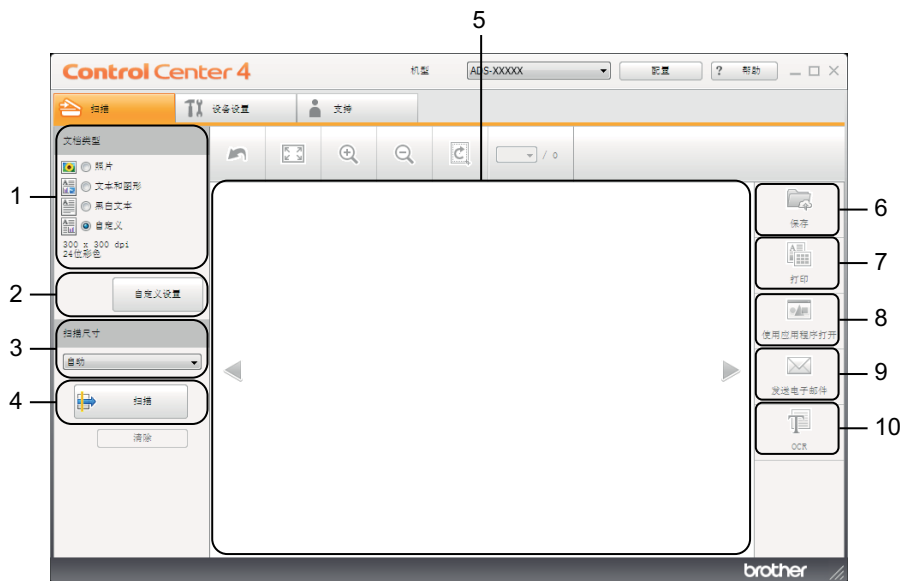 5
Control Center 4
机型
ADS-XXXXX
配置
? 帮助
扫描
设备设置
支持
文档类型
照片
文本和图形
黑白文本
自定义
300 x 300 dpi
24位彩色
1
/ 0
自定义设置
2
扫描尺寸
自动
3
扫描
4
清除
保存
6
打印
7
使用应用程序打开
8
发送电子邮件
9
OCR
10
brother